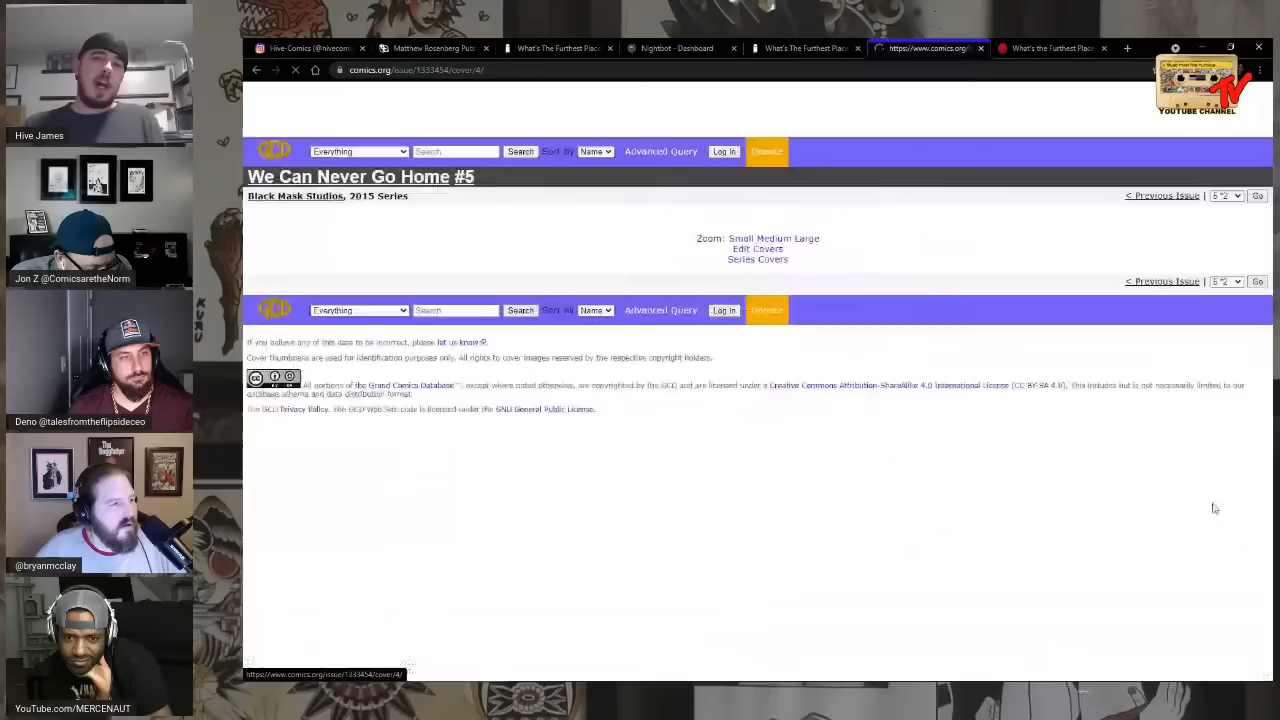 Hive-Comics (@hivecomi
Matthew Rosenberg Puts
What's The Furthest Place
Nightbot - Dashboard
What's The Furthest Place
https://www.comics.org/
What's the Furthest Place
comics.org/issue/1333454/cover/4/
TV
YOUTUBE CHANNEL
GCD
Everything
Search
Search
Sort by
Name
Advanced Query
Log In
Donate
We Can Never Go Home #5
Black Mask Studios, 2015 Series
< Previous Issue |
Go
Zoom: Small Medium Large
Edit Covers
Series Covers
< Previous Issue |
Go
GCD
Everything
Search
Search
Sort by
Name
Advanced Query
Log In
Donate
If you believe any of this data to be incorrect, please let us know
Cover thumbnails are used for identification purposes only. All rights to cover images reserved by the respective copyright holders.
All portions of the Grand Comics Database™, except where noted otherwise, are copyrighted by the GCD and are licensed under a Creative Commons Attribution-ShareAlike 4.0 International License (CC BY-SA 4.0). This includes but is not necessarily limited to our
database schema and data distribution format.
The GCD Privacy Policy. The GCD Web Site code is licensed under the GNU General Public License.
https://www.comics.org/issue/1333454/cover/4/
Hive James
Jon Z @ComicsaretheNorm
Deno @talesfromtheflipsideceo
@bryanmcclay
YouTube.com/MERCENAUT